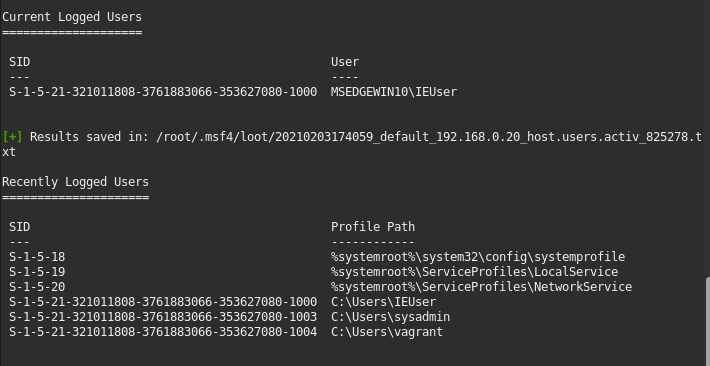 Current Logged Users
====================
SID User
--- ----
S-1-5-21-321011808-3761883066-353627080-1000 MSEDGEWIN10\IEUser
[+] Results saved in: /root/.msf4/loot/20210203174059_default_192.168.0.20_host.users.activ_825278.t
xt
Recently Logged Users
=====================
SID Profile Path
--- ------------
S-1-5-18 %systemroot%\system32\config\systemprofile
S-1-5-19 %systemroot%\ServiceProfiles\LocalService
S-1-5-20 %systemroot%\ServiceProfiles\NetworkService
S-1-5-21-321011808-3761883066-353627080-1000 C:\Users\IEUser
S-1-5-21-321011808-3761883066-353627080-1003 C:\Users\sysadmin
S-1-5-21-321011808-3761883066-353627080-1004 C:\Users\vagrant